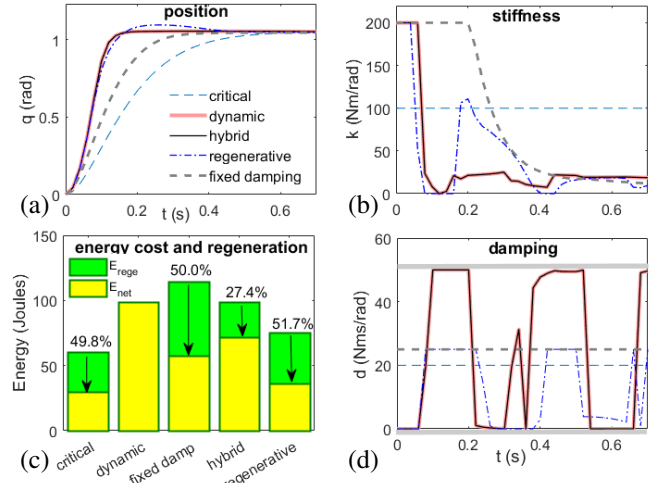 position
q (rad)
1
0.5
0
critical
dynamic
hybrid
regenerative
fixed damping
0
0.2
0.4
0.6
t (s)
(a)
stiffness
k (Nm/rad)
200
150
100
50
0
0
0.2
0.4
0.6
t (s)
(b)
energy cost and regeneration
Energy (Joules)
150
100
50
0
E_rege
E_net
49.8%
50.0%
27.4%
51.7%
critical
dynamic
fixed damp
hybrid
regenerative
(c)
damping
d (Nms/rad)
60
40
20
0
0
0.2
0.4
0.6
t (s)
(d)